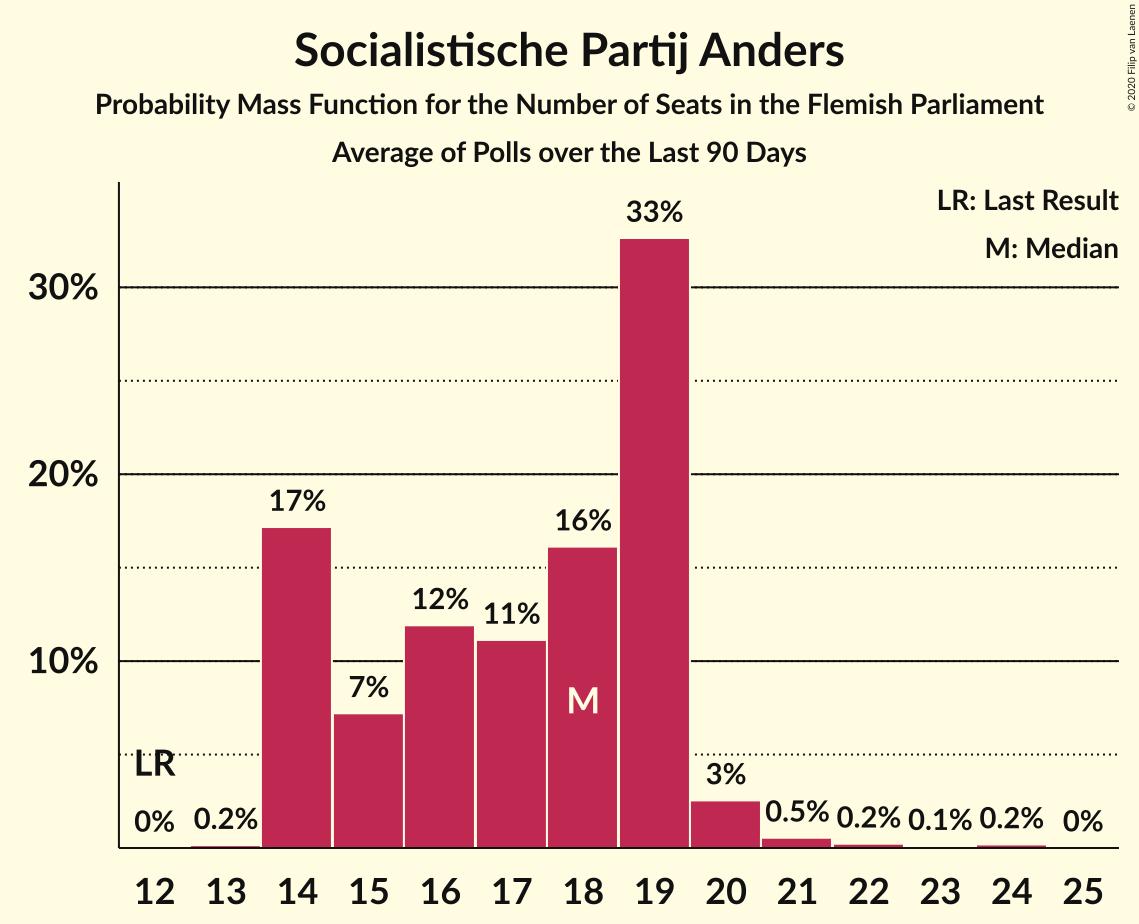 Socialistische Partij Anders
Probability Mass Function for the Number of Seats in the Flemish Parliament
Average of Polls over the Last 90 Days
© 2020 Filip van Laenen
LR: Last Result
M: Median
33%
30%
20%
17%
16%
12%
11%
10%
7%
M
LR
3%
0%
0.2%
0.5%
0.2%
0.1%
0.2%
0%
12 13 14 15 16 17 18 19 20 21 22 23 24 25